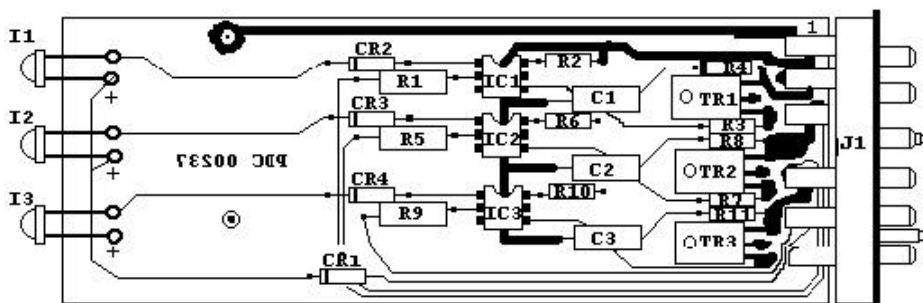 1
I1
CR2
R2
R4
R1
IC1
C1
TR1
+
I2
CR3
R6
R3
R5
IC2
R8
J1
PDC 00237
C2
TR2
+
I3
CR4
R10
R7
R9
IC3
R11
C3
TR3
+
CR1